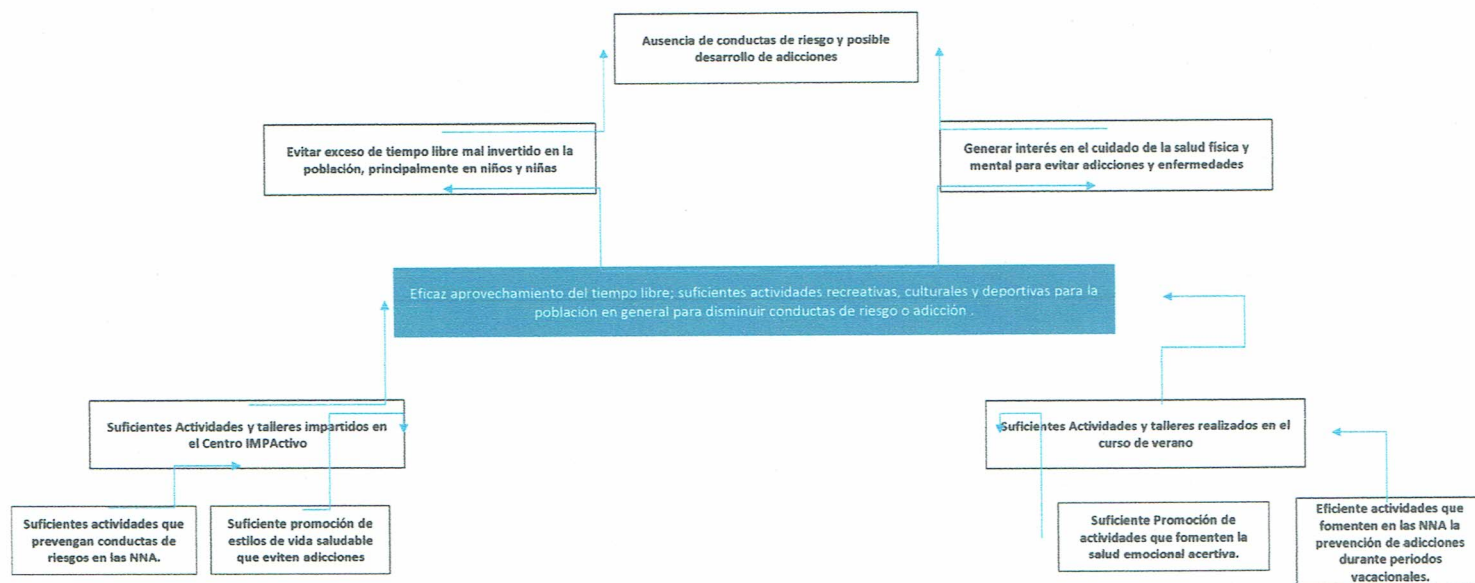 Ausencia de conductas de riesgo y posible
desarrollo de adicciones
Evitar exceso de tiempo libre mal invertido en la
población, principalmente en niños y niñas
Generar interés en el cuidado de la salud física y
mental para evitar adicciones y enfermedades
Eficaz aprovechamiento del tiempo libre; suficientes actividades recreativas, culturales y deportivas para la
población en general para disminuir conductas de riesgo o adicción .
Suficientes Actividades y talleres impartidos en
el Centro IMPActivo
Suficientes Actividades y talleres realizados en el
curso de verano
Suficientes actividades que
prevengan conductas de
riesgos en las NNA.
Suficiente promoción de
estilos de vida saludable
que eviten adicciones
Suficiente Promoción de
actividades que fomenten la
salud emocional acertiva.
Eficiente actividades que
fomenten en las NNA la
prevención de adicciones
durante periodos
vacacionales.